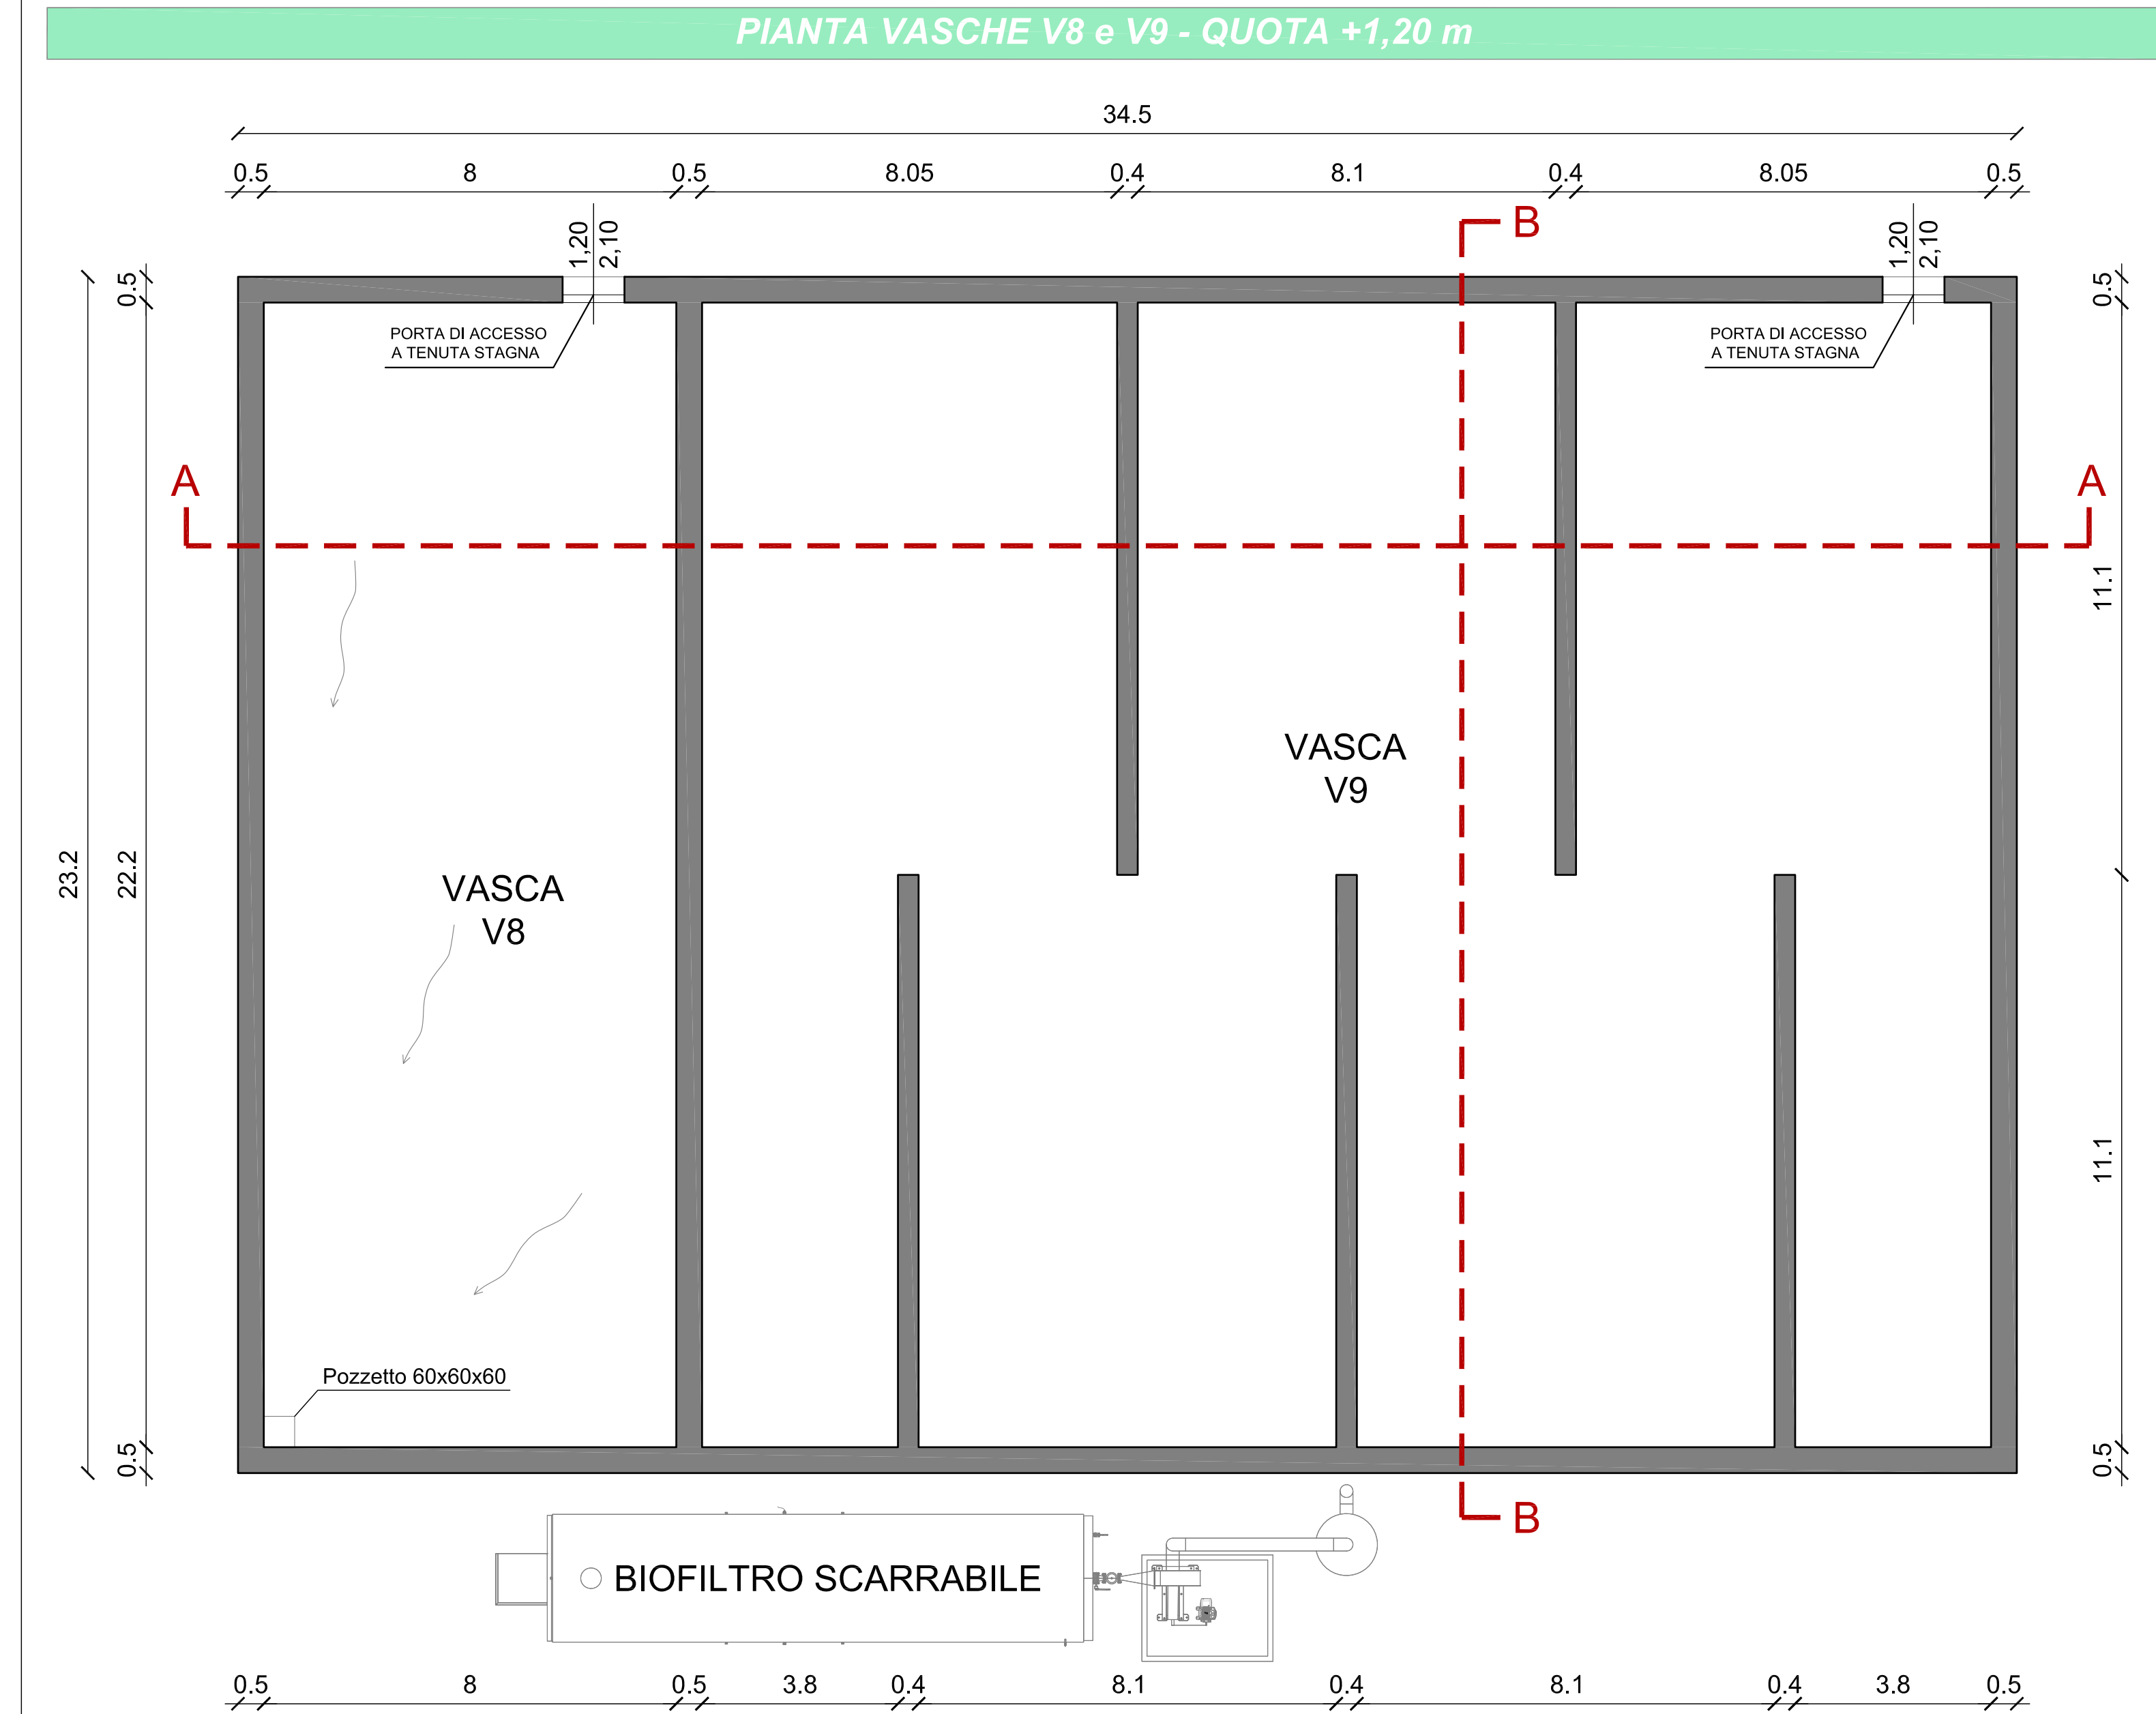 PIANTA VASCHE V8 e V9 - QUOTA +1,20 m
34.5
0.5 8 0.5 8.05 0.4 8.1 0.4 8.05 0.5
1,20
2,10
B
1,20
2,10
0.5
0.5
PORTA DI ACCESSO
A TENUTA STAGNA
PORTA DI ACCESSO
A TENUTA STAGNA
A
A
11.1
VASCA
V9
23.2
22.2
VASCA
V8
11.1
Pozzetto 60x60x60
0.5
0.5
B
BIOFILTRO SCARRABILE
0.5 8 0.5 3.8 0.4 8.1 0.4 8.1 0.4 3.8 0.5